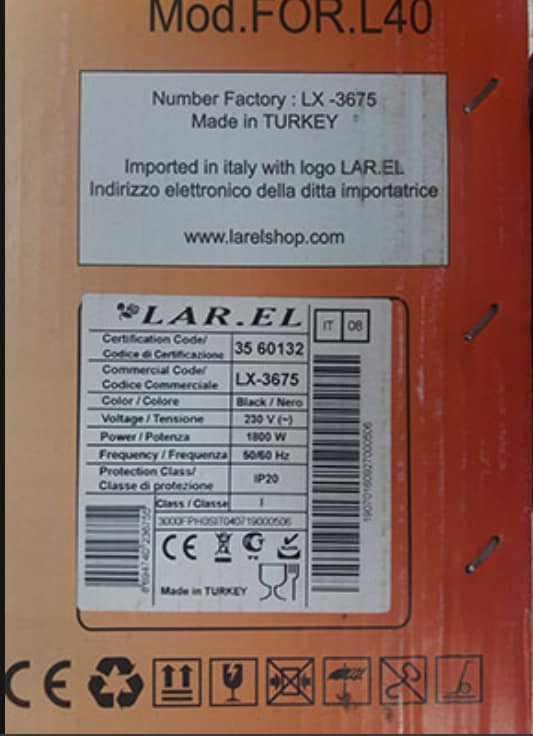 Mod.FOR.L40
Number Factory : LX -3675
Made in TURKEY
Imported in italy with logo LAR.EL
Indirizzo elettronico della ditta importatrice
www.larelshop.com
LAR.EL
IT 08
Certification Code/
Codice di Certificazione 35 60132
Commercial Code/
Codice Commerciale LX-3675
Color / Colore Black / Nero
Voltage / Tensione 230 V (~)
Power / Potenza 1800 W
Frequency / Frequenza 50/60 Hz
Protection Class/
Classe di protezione IP20
Class / Classe I
CE
Made in TURKEY
CE